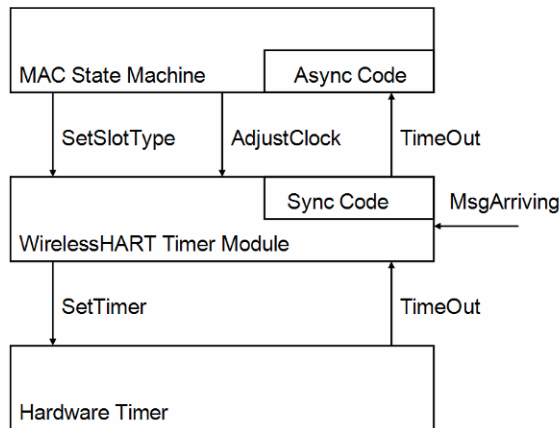 Async Code
MAC State Machine
SetSlotType
AdjustClock
TimeOut
Sync Code
MsgArriving
WirelessHART Timer Module
SetTimer
TimeOut
Hardware Timer